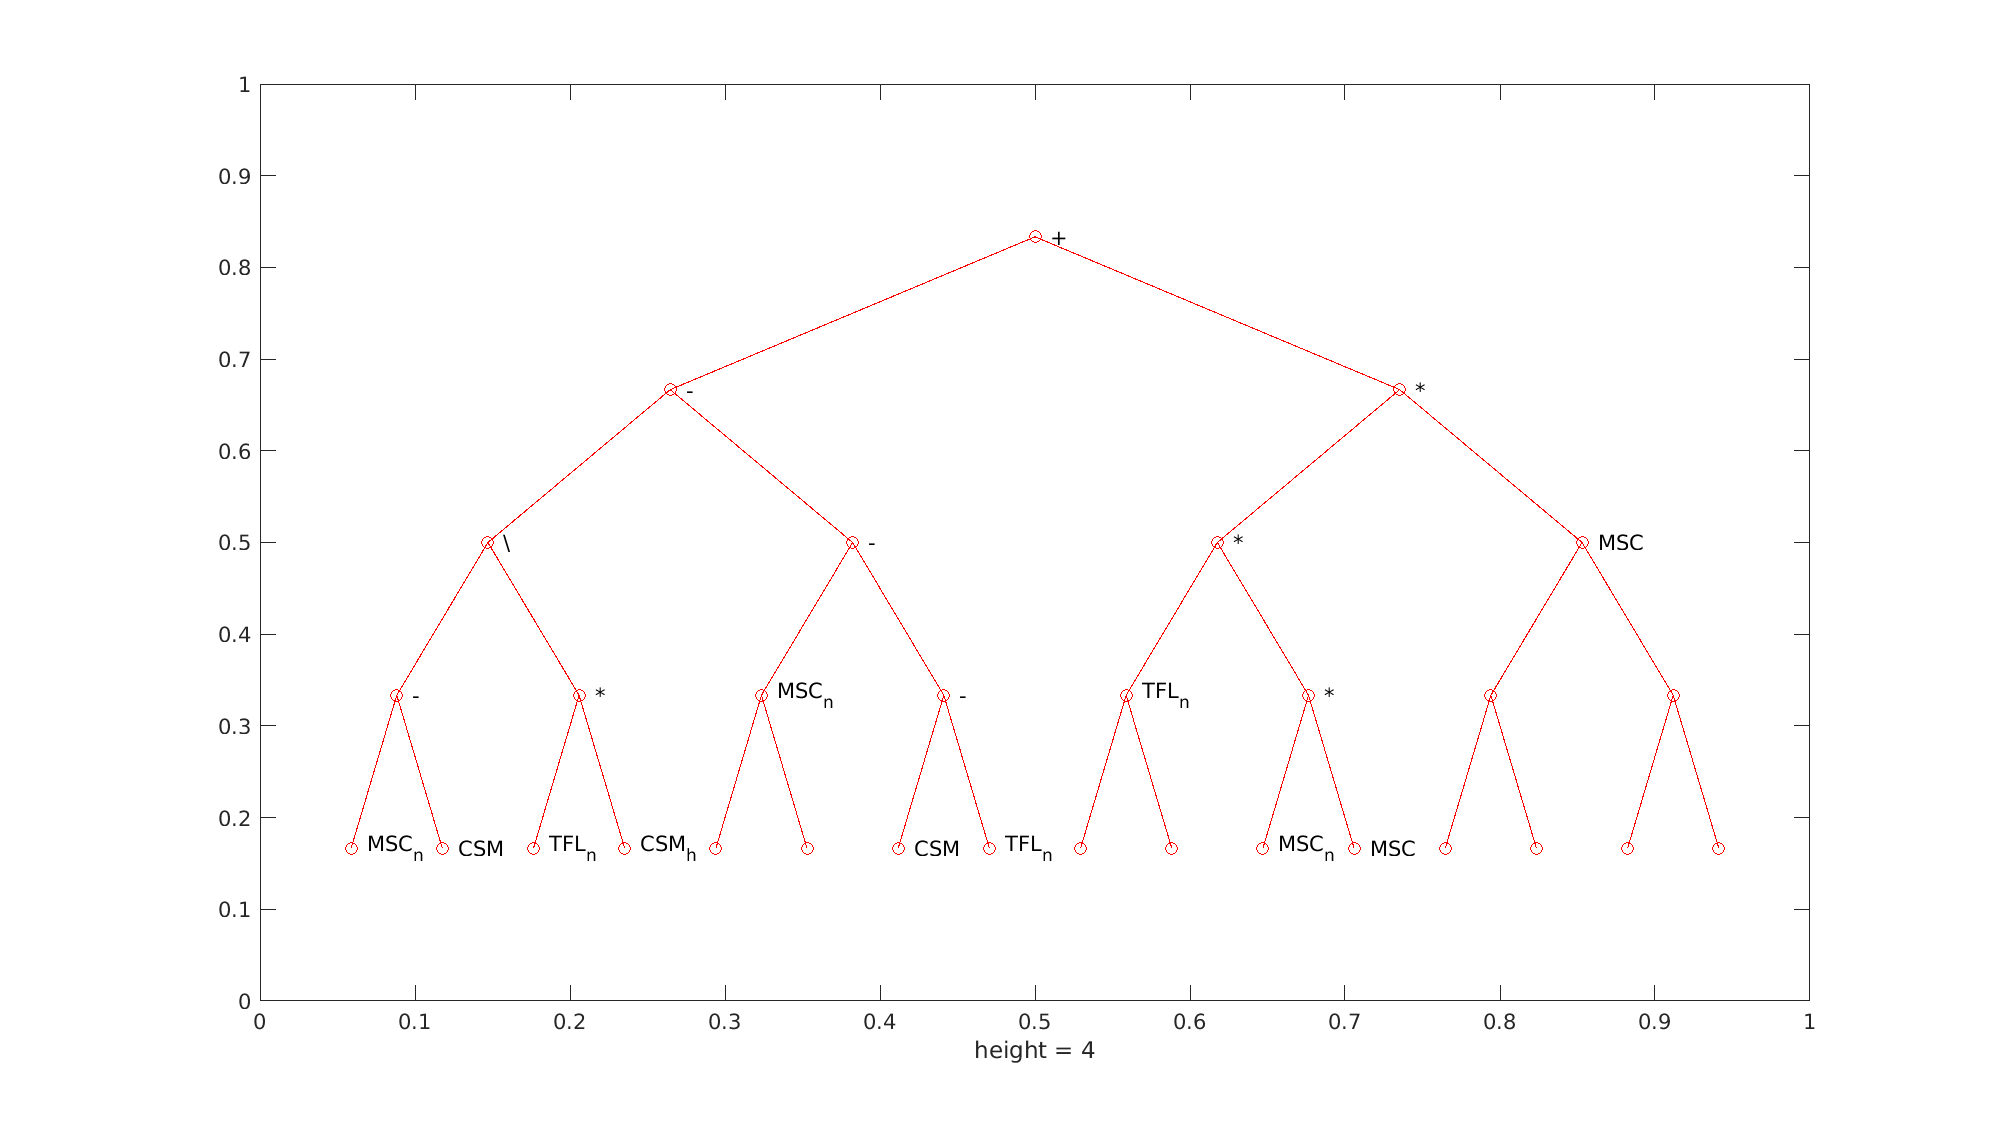 1
0.9
+
0.8
0.7
- *
0.6
0.5
\ - * MSC
0.4
- * MSCn - TFLn *
0.3
0.2
MSCn CSM TFLn CSMh CSM TFLn MSCn MSC
0.1
0
0 0.1 0.2 0.3 0.4 0.5 0.6 0.7 0.8 0.9 1
height = 4